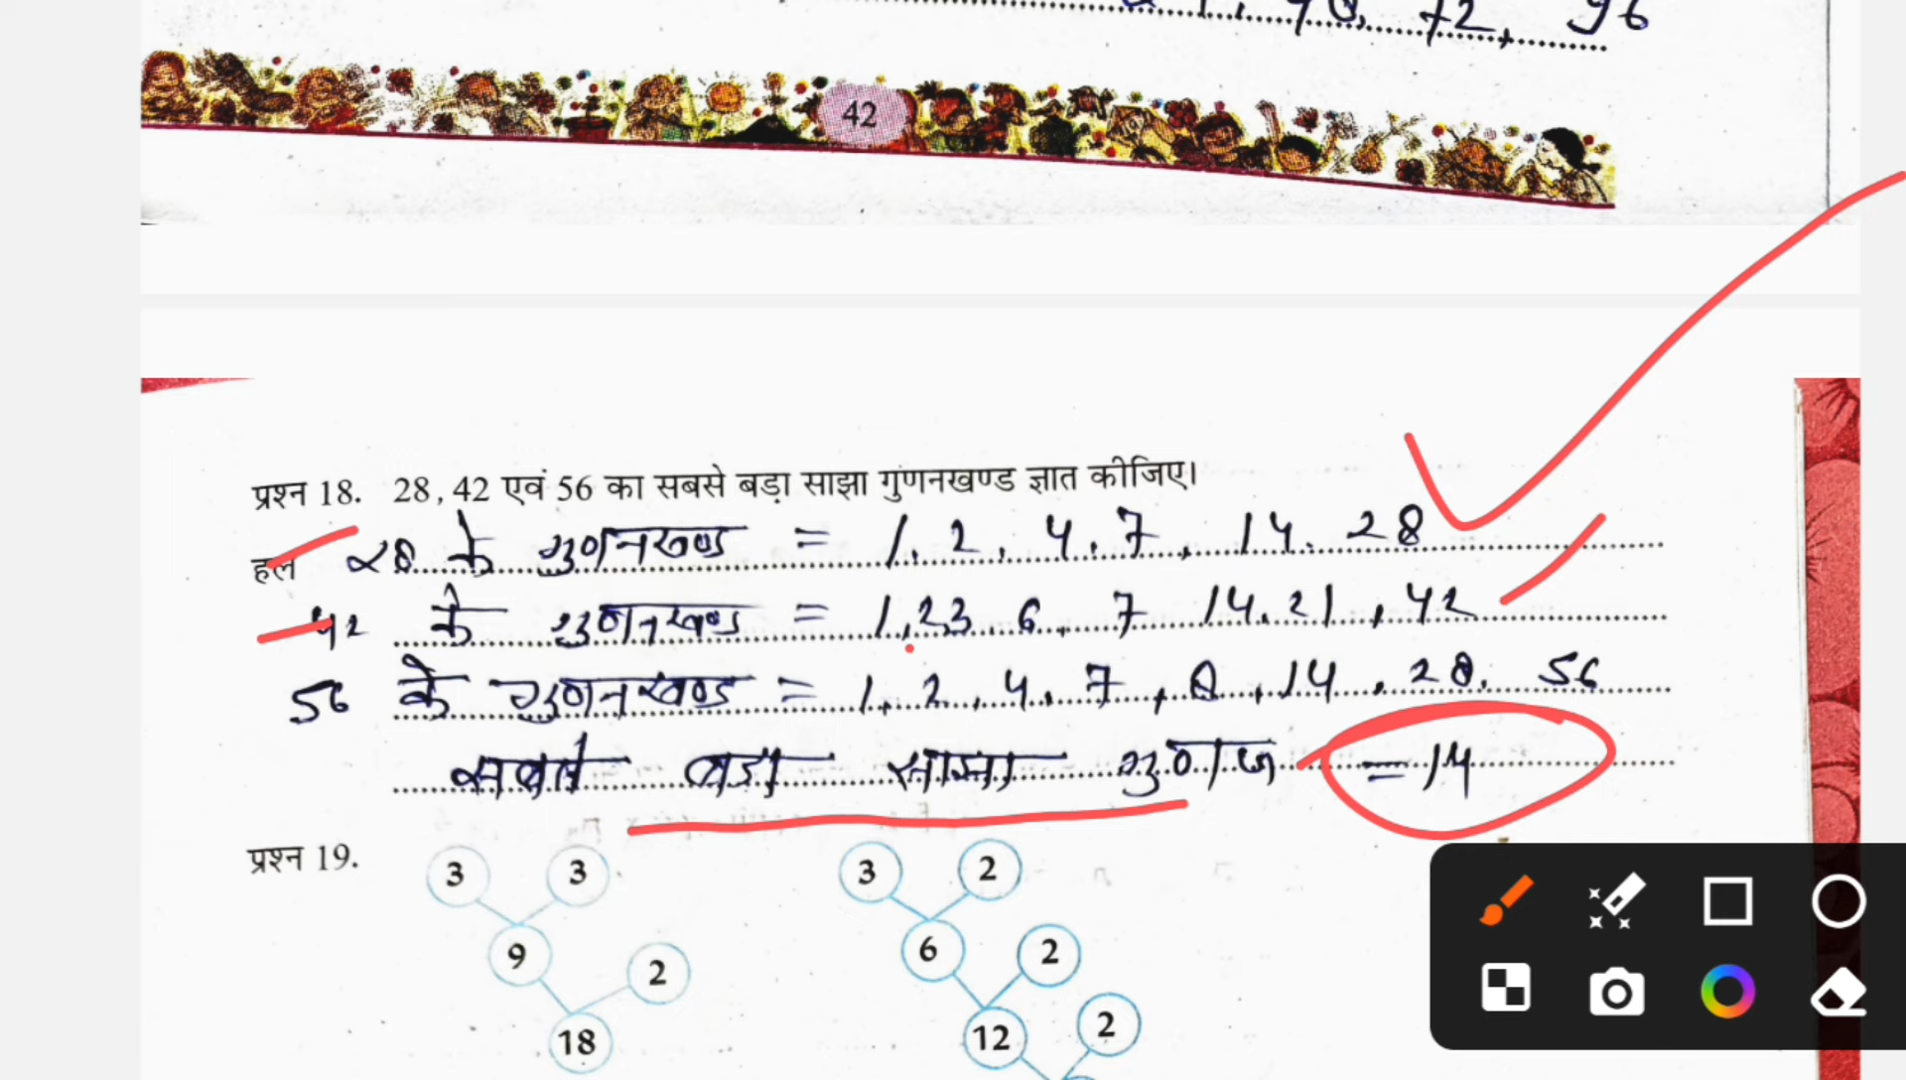 72, 96
42
प्रश्न 18. 28, 42 एवं 56 का सबसे बड़ा साझा गुणनखण्ड ज्ञात कीजिए।
हल 28 के गुणनखण्ड = 1, 2, 4, 7, 14, 28
42 के गुणनखण्ड = 1, 2 3, 6, 7 14, 21, 42
56 के गुणनखण्ड = 1, 2, 4, 7, 8, 14, 28, 56
सबसे बड़ा साझा = 14
प्रश्न 19. 3 3 3 2
9 2 6 2
18 12 2